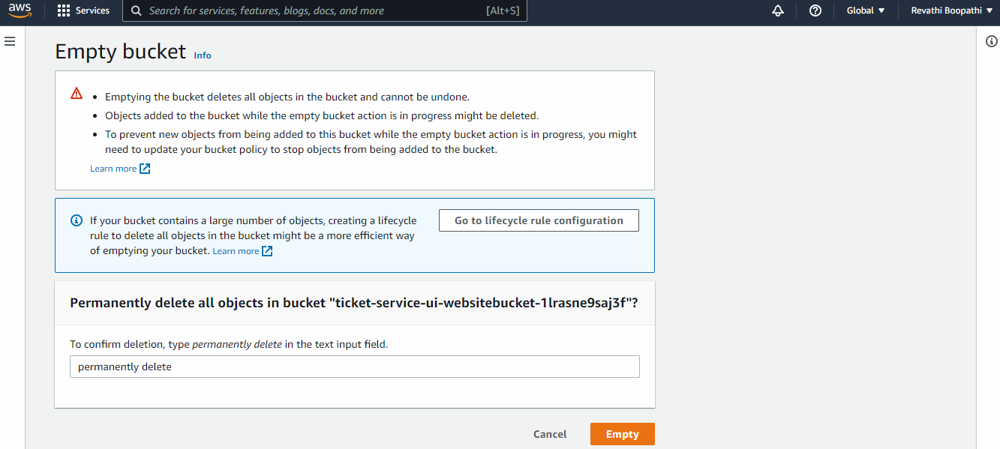 aws
Services
Search for services, features, blogs, docs, and more
[Alt+S]
Global
Revathi Boopathi
Empty bucket
Info
Emptying the bucket deletes all objects in the bucket and cannot be undone.
Objects added to the bucket while the empty bucket action is in progress might be deleted.
To prevent new objects from being added to this bucket while the empty bucket action is in progress, you might
need to update your bucket policy to stop objects from being added to the bucket.
Learn more
If your bucket contains a large number of objects, creating a lifecycle
rule to delete all objects in the bucket might be a more efficient way
of emptying your bucket. Learn more
Go to lifecycle rule configuration
Permanently delete all objects in bucket "ticket-service-ui-websitebucket-1lrasne9saj3f"?
To confirm deletion, type permanently delete in the text input field.
permanently delete
Cancel
Empty